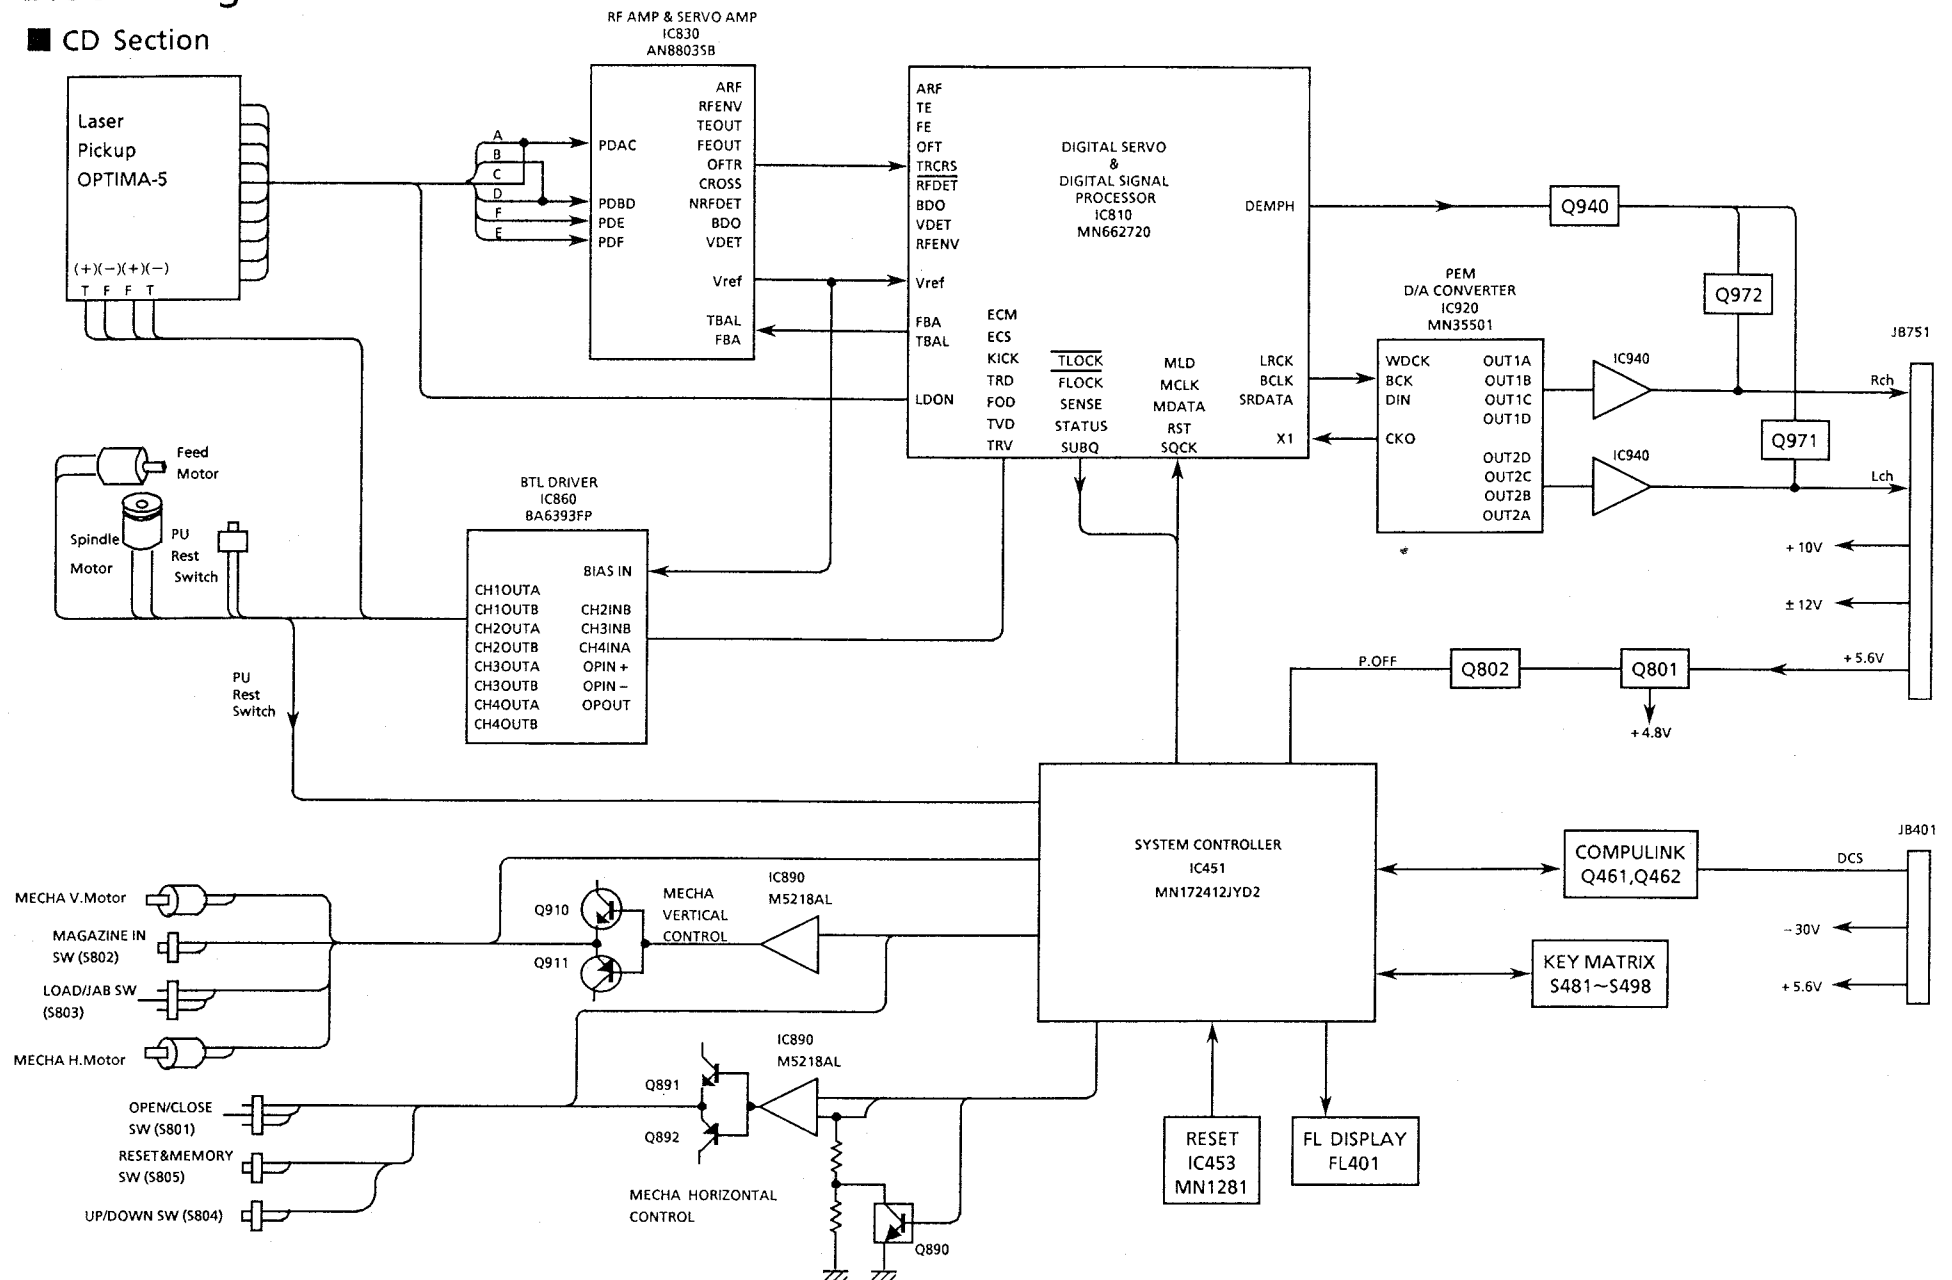 ■ CD Section
RF AMP & SERVO AMP
IC830
AN8803SB
Laser
Pickup
OPTIMA-5
(+)(−)(+)(−)
T F F T
A
B
C
D
F
E
PDAC
PDBD
PDE
PDF
ARF
RFENV
TEOUT
FEOUT
OFTR
CROSS
NRFDET
BDO
VDET
Vref
TBAL
FBA
ARF
TE
FE
OFT
TRCRS
RFDET
BDO
VDET
RFENV
Vref
FBA
TBAL
LDON
DIGITAL SERVO
&
DIGITAL SIGNAL
PROCESSOR
IC810
MN662720
ECM
ECS
KICK
TRD
FOD
TVD
TRV
TLOCK
FLOCK
SENSE
STATUS
SUBQ
MLD
MCLK
MDATA
RST
SQCK
DEMPH
LRCK
BCLK
SRDATA
X1
Q940
Q972
Q971
PEM
D/A CONVERTER
IC920
MN35501
WDCK
BCK
DIN
CKO
OUT1A
OUT1B
OUT1C
OUT1D
OUT2D
OUT2C
OUT2B
OUT2A
IC940
IC940
JB751
Rch
Lch
+10V
±12V
+5.6V
Feed
Motor
Spindle
Motor
PU
Rest
Switch
BTL DRIVER
IC860
BA6393FP
BIAS IN
CH1OUTA
CH1OUTB
CH2OUTA
CH2OUTB
CH3OUTA
CH3OUTB
CH4OUTA
CH4OUTB
CH2INB
CH3INB
CH4INA
OPIN+
OPIN−
OPOUT
PU
Rest
Switch
P.OFF
Q802
Q801
+4.8V
SYSTEM CONTROLLER
IC451
MN172412JYD2
COMPULINK
Q461,Q462
DCS
JB401
−30V
+5.6V
KEY MATRIX
S481~S498
RESET
IC453
MN1281
FL DISPLAY
FL401
MECHA V.Motor
MAGAZINE IN
SW (S802)
LOAD/JAB SW
(S803)
MECHA H.Motor
Q910
Q911
MECHA
VERTICAL
CONTROL
IC890
M5218AL
OPEN/CLOSE
SW (S801)
RESET&MEMORY
SW (S805)
UP/DOWN SW (S804)
Q891
Q892
IC890
M5218AL
MECHA HORIZONTAL
CONTROL
Q890